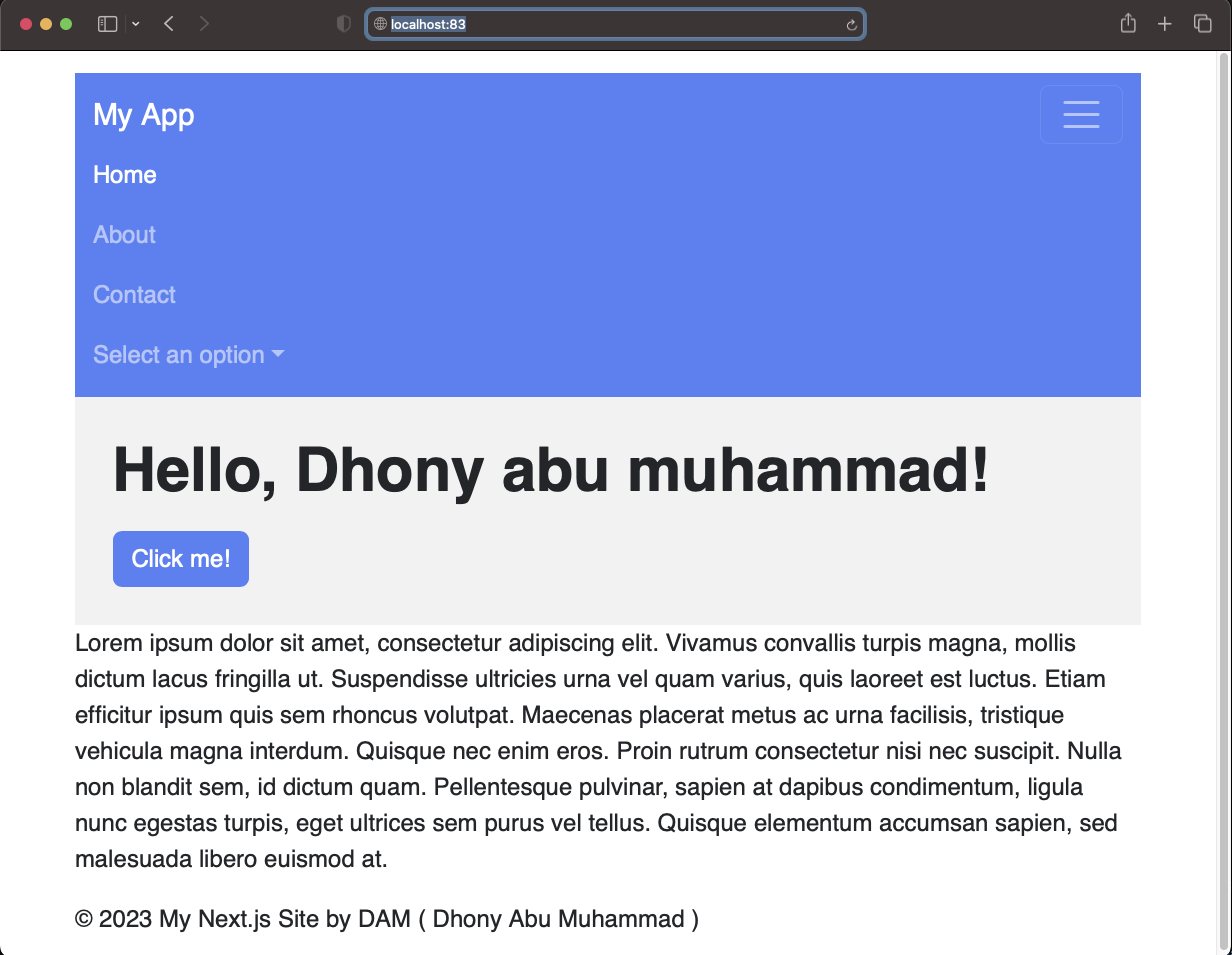 localhost:83
My App
Home
About
Contact
Select an option
Hello, Dhony abu muhammad!
Click me!
Lorem ipsum dolor sit amet, consectetur adipiscing elit. Vivamus convallis turpis magna, mollis
dictum lacus fringilla ut. Suspendisse ultricies urna vel quam varius, quis laoreet est luctus. Etiam
efficitur ipsum quis sem rhoncus volutpat. Maecenas placerat metus ac urna facilisis, tristique
vehicula magna interdum. Quisque nec enim eros. Proin rutrum consectetur nisi nec suscipit. Nulla
non blandit sem, id dictum quam. Pellentesque pulvinar, sapien at dapibus condimentum, ligula
nunc egestas turpis, eget ultrices sem purus vel tellus. Quisque elementum accumsan sapien, sed
malesuada libero euismod at.
© 2023 My Next.js Site by DAM ( Dhony Abu Muhammad )